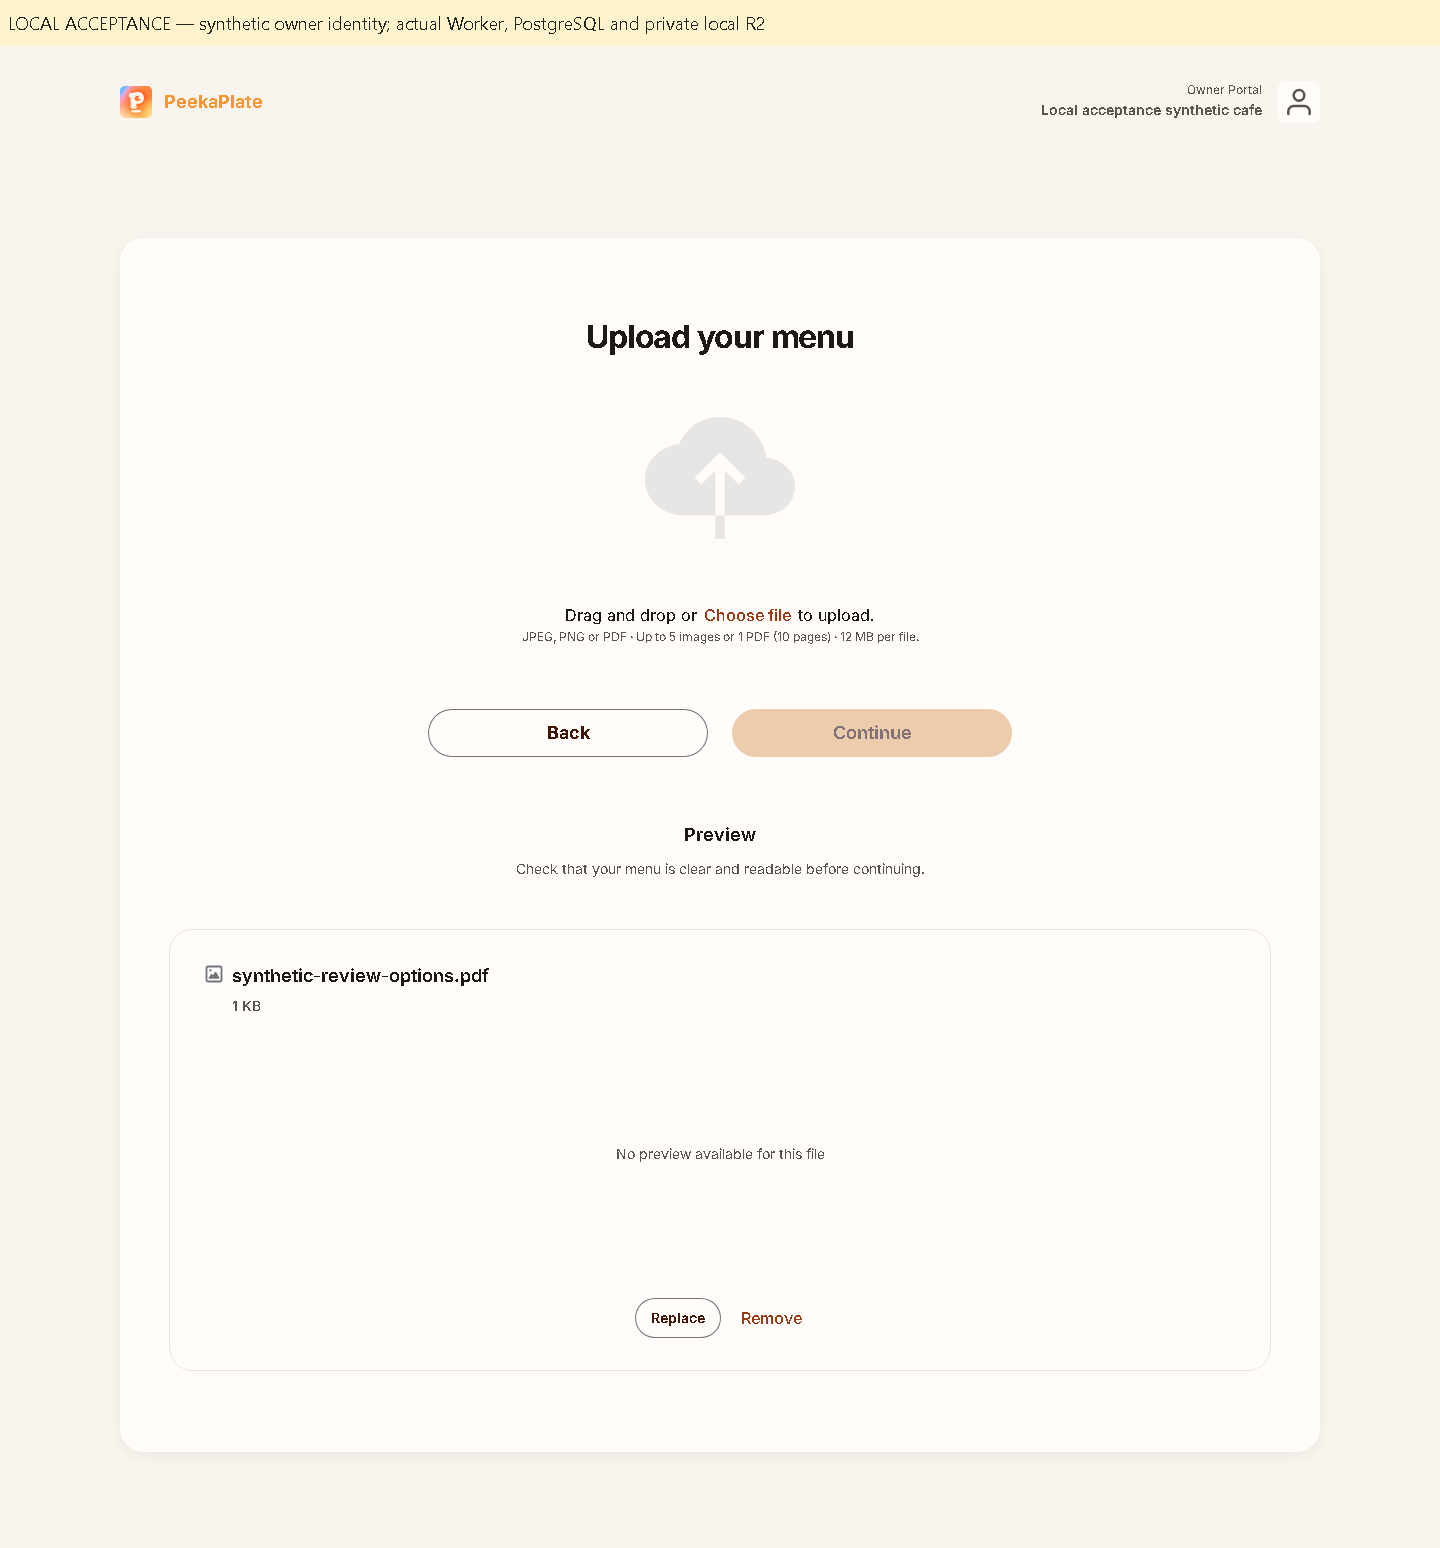 LOCAL ACCEPTANCE — synthetic owner identity; actual Worker, PostgreSQL and private local R2
PeekaPlate
Owner Portal
Local acceptance synthetic cafe
Upload your menu
Drag and drop or Choose file to upload.
JPEG, PNG or PDF · Up to 5 images or 1 PDF (10 pages) · 12 MB per file.
Back
Continue
Preview
Check that your menu is clear and readable before continuing.
synthetic-review-options.pdf
1 KB
No preview available for this file
Replace
Remove